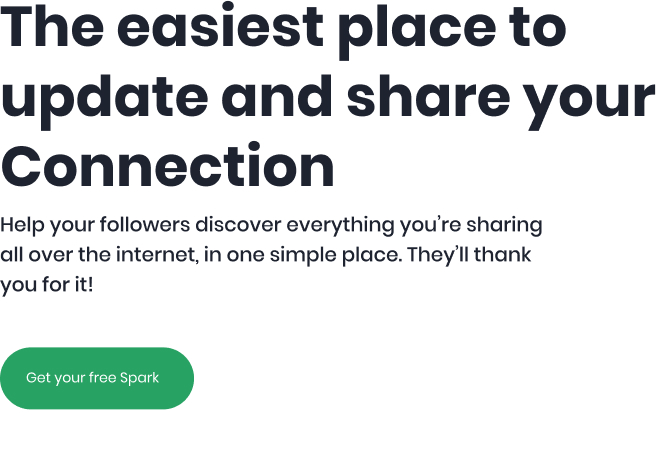 The easiest place to
update and share your
Connection
Help your followers discover everything you’re sharing
all over the internet, in one simple place. They’ll thank
you for it!
Get your free Spark